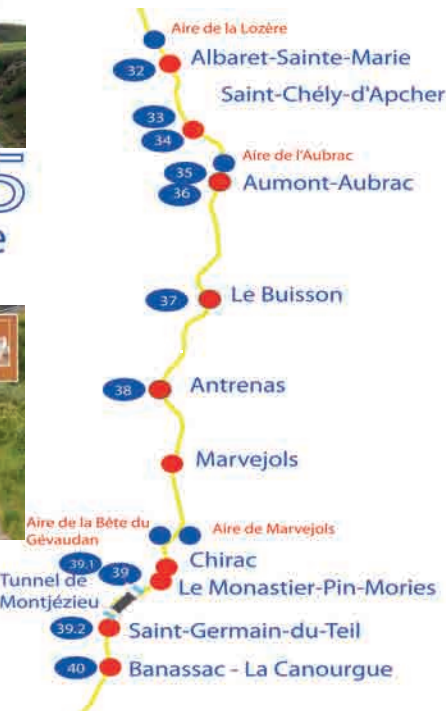 Aire de la Lozère
Albaret-Sainte-Marie
32
Saint-Chély-d'Apcher
33
34
Aire de l'Aubrac
35
36
Aumont-Aubrac
37
Le Buisson
38
Antrenas
Marvejols
Aire de la Bête du
Gévaudan
Aire de Marvejols
39.1
39
Chirac
Le Monastier-Pin-Mories
Tunnel de
Montjézieu
39.2
Saint-Germain-du-Teil
40
Banassac - La Canourgue